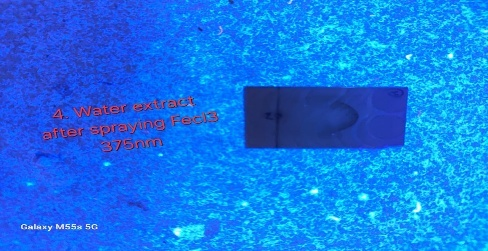 4. Water extract
after spraying Fecl3
375nm
Galaxy M55s 5G